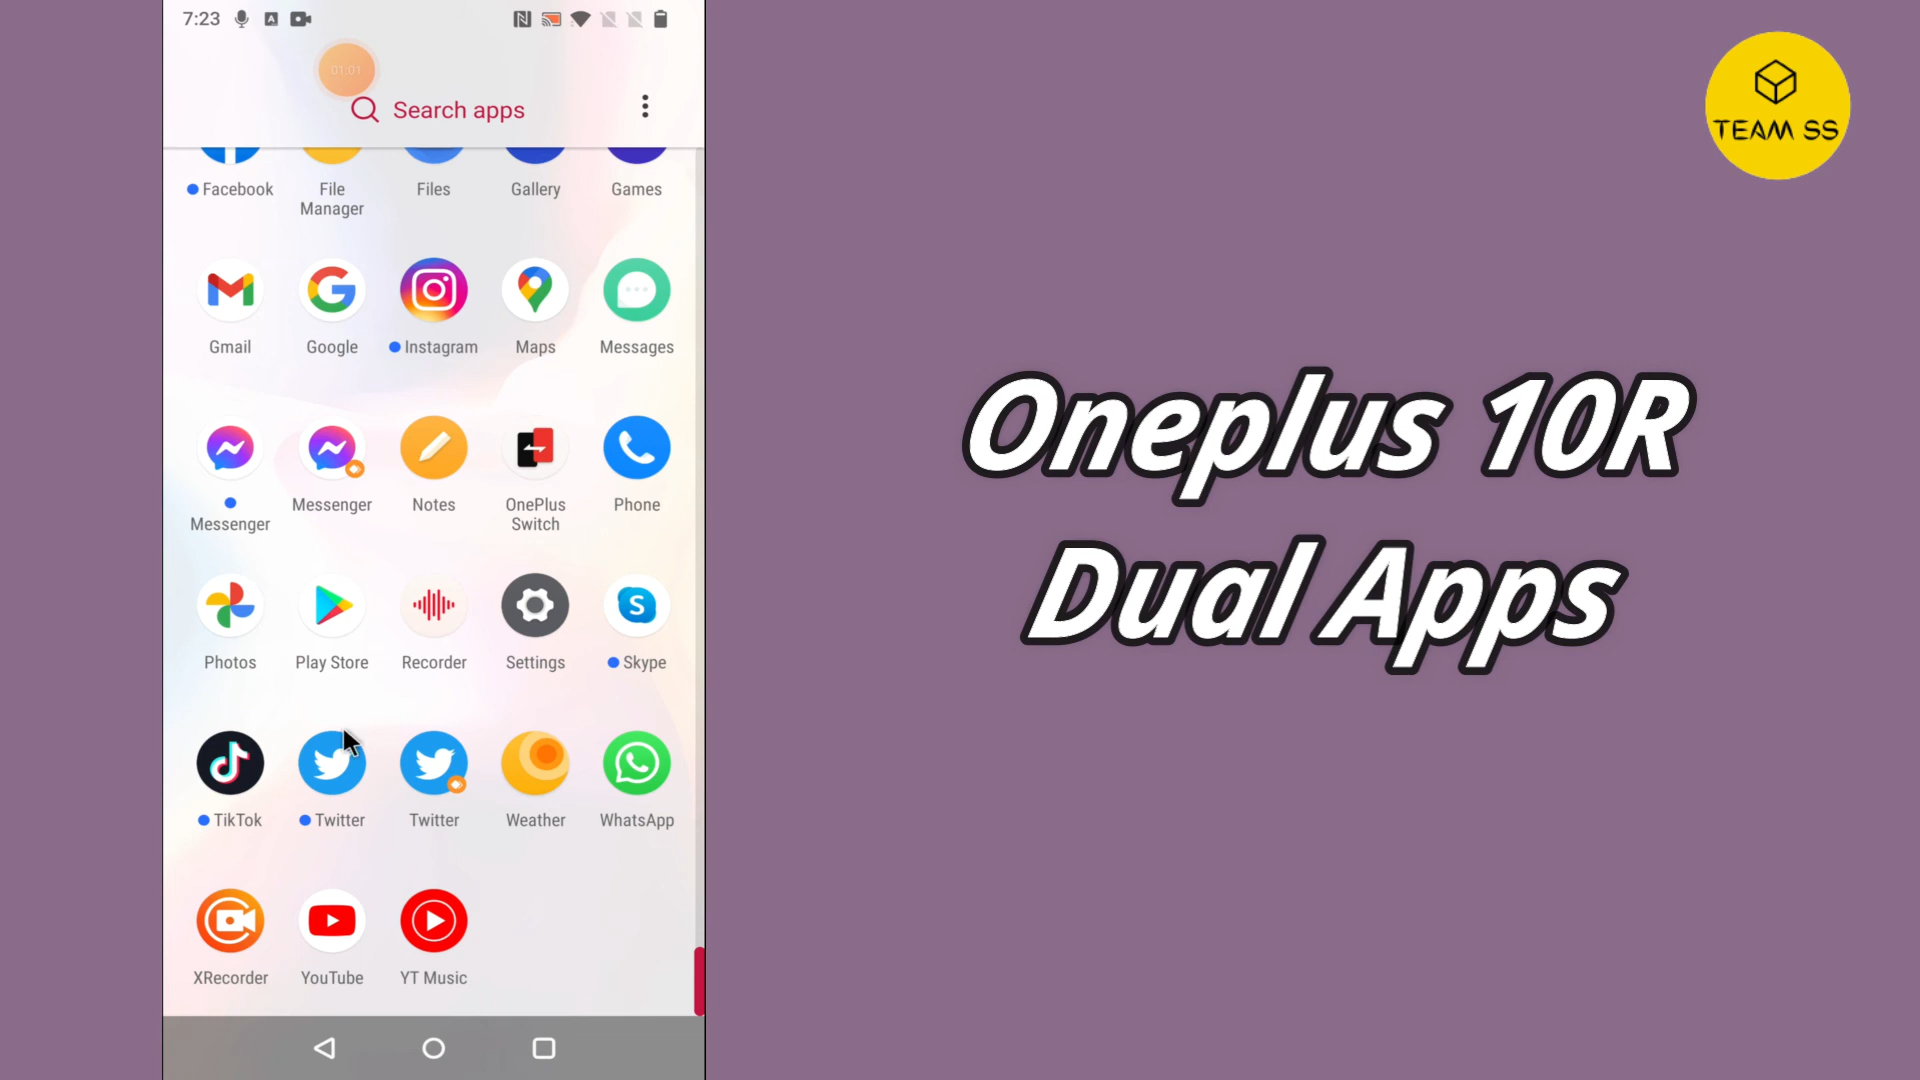 7:23
01:01
Search apps
Facebook
File
Manager
Files
Gallery
Games
Gmail
Google
Instagram
Maps
Messages
Messenger
Messenger
Notes
OnePlus
Switch
Phone
Photos
Play Store
Recorder
Settings
Skype
TikTok
Twitter
Twitter
Weather
WhatsApp
XRecorder
YouTube
YT Music
Oneplus 10R
Dual Apps
TEAM SS